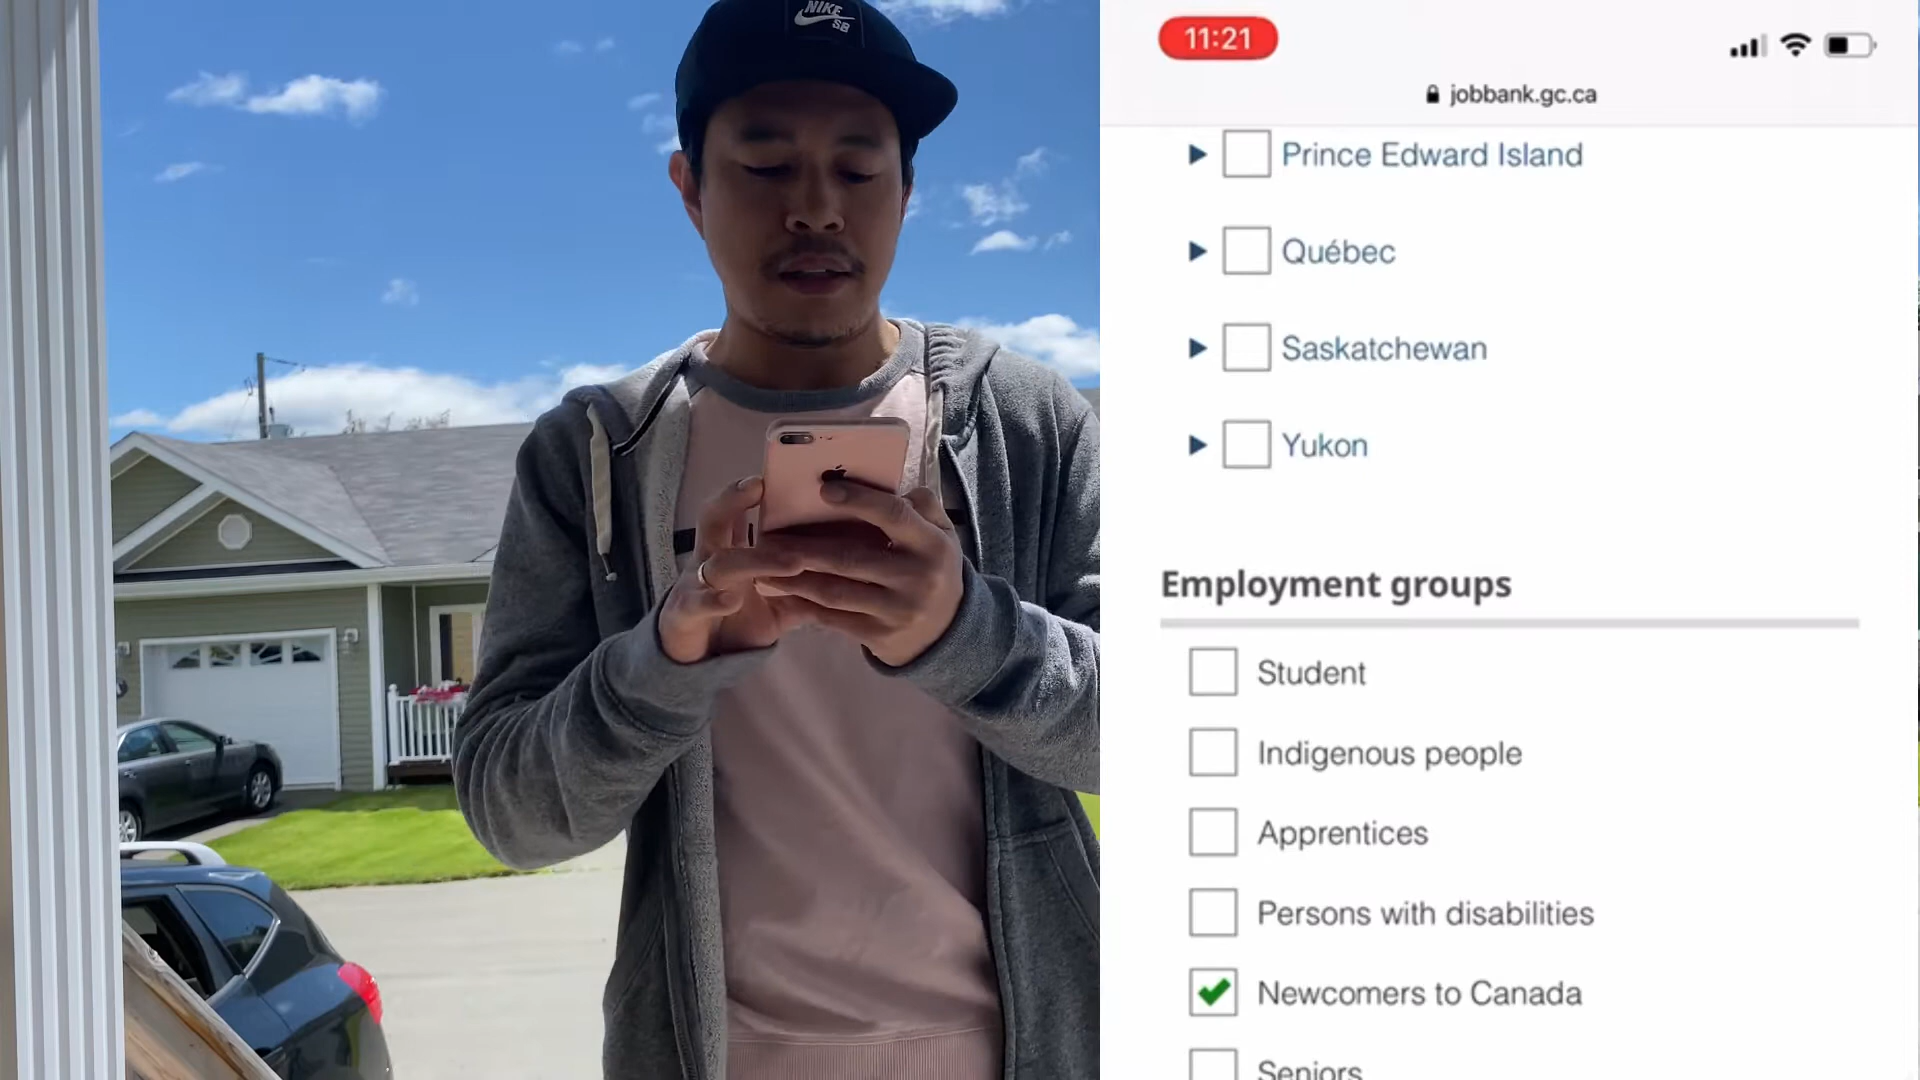 NIKE
SB
11:21
jobbank.gc.ca
Prince Edward Island
Québec
Saskatchewan
Yukon
Employment groups
Student
Indigenous people
Apprentices
Persons with disabilities
Newcomers to Canada
Seniors